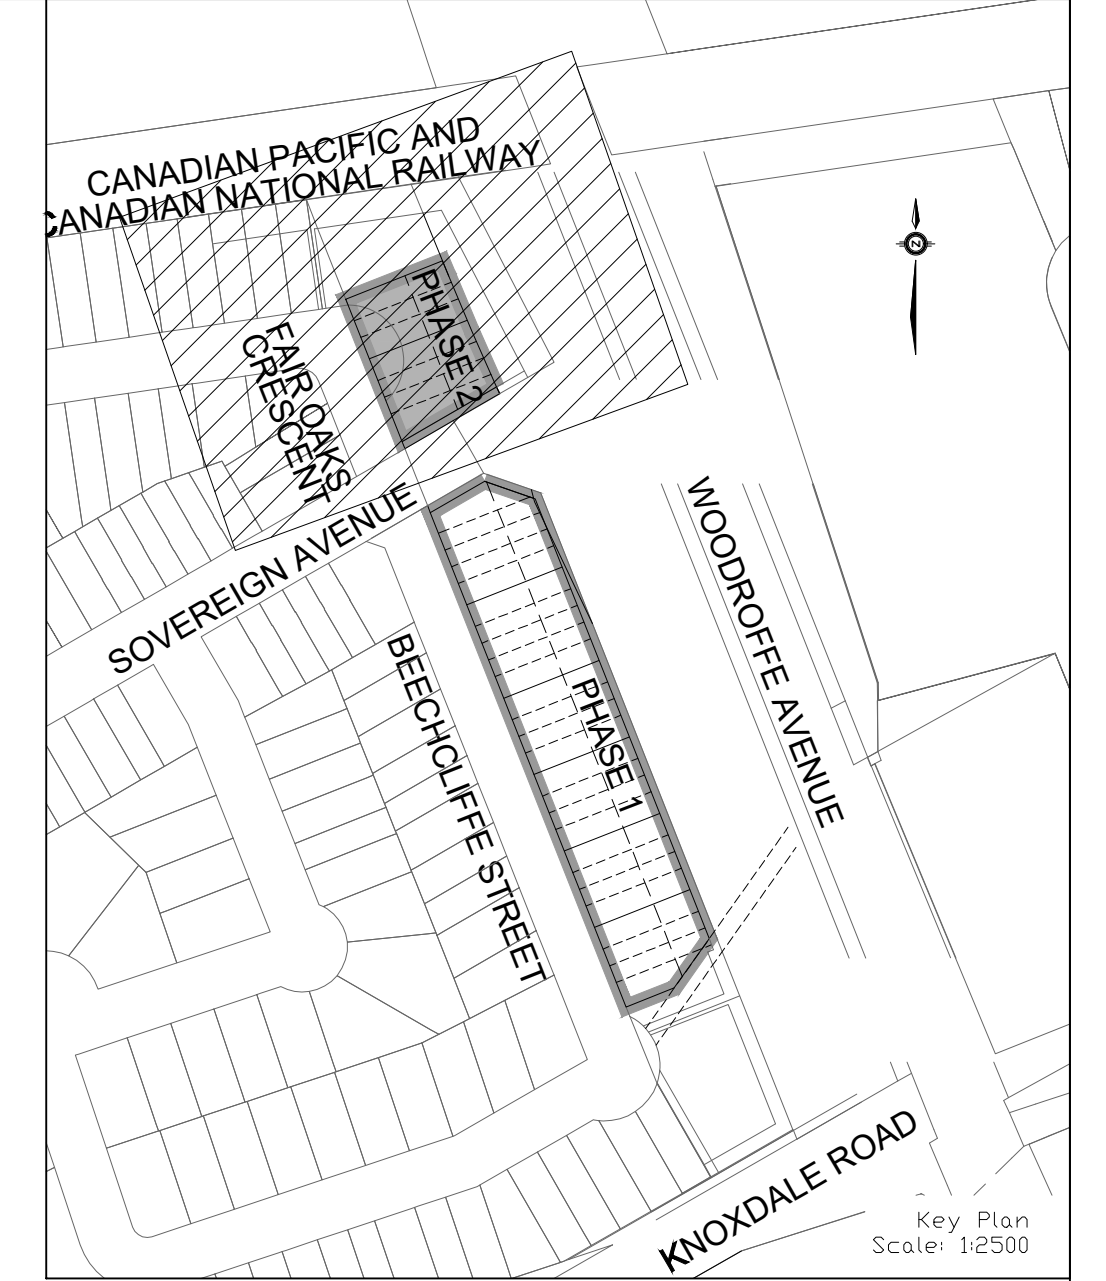 CANADIAN PACIFIC AND
CANADIAN NATIONAL RAILWAY
N
PHASE 2
FAIR OAKS
CRESCENT
SOVEREIGN AVENUE
WOODROFFE AVENUE
BEECHCLIFFE STREET
PHASE 1
KNOXDALE ROAD
Key Plan
Scale: 1:2500